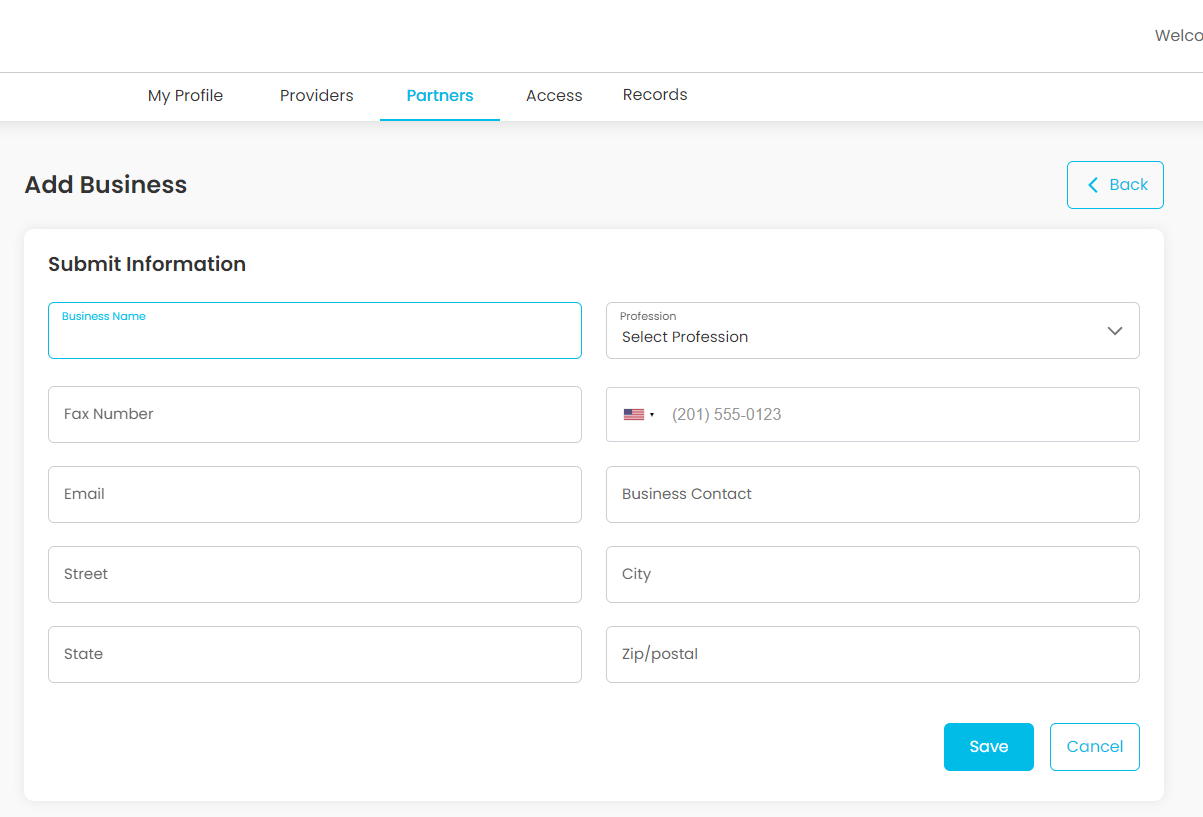 Welco
My Profile Providers Partners Access Records
Add Business
Back
Submit Information
Business Name
Profession
Select Profession
Fax Number
(201) 555-0123
Email
Business Contact
Street
City
State
Zip/postal
Save Cancel